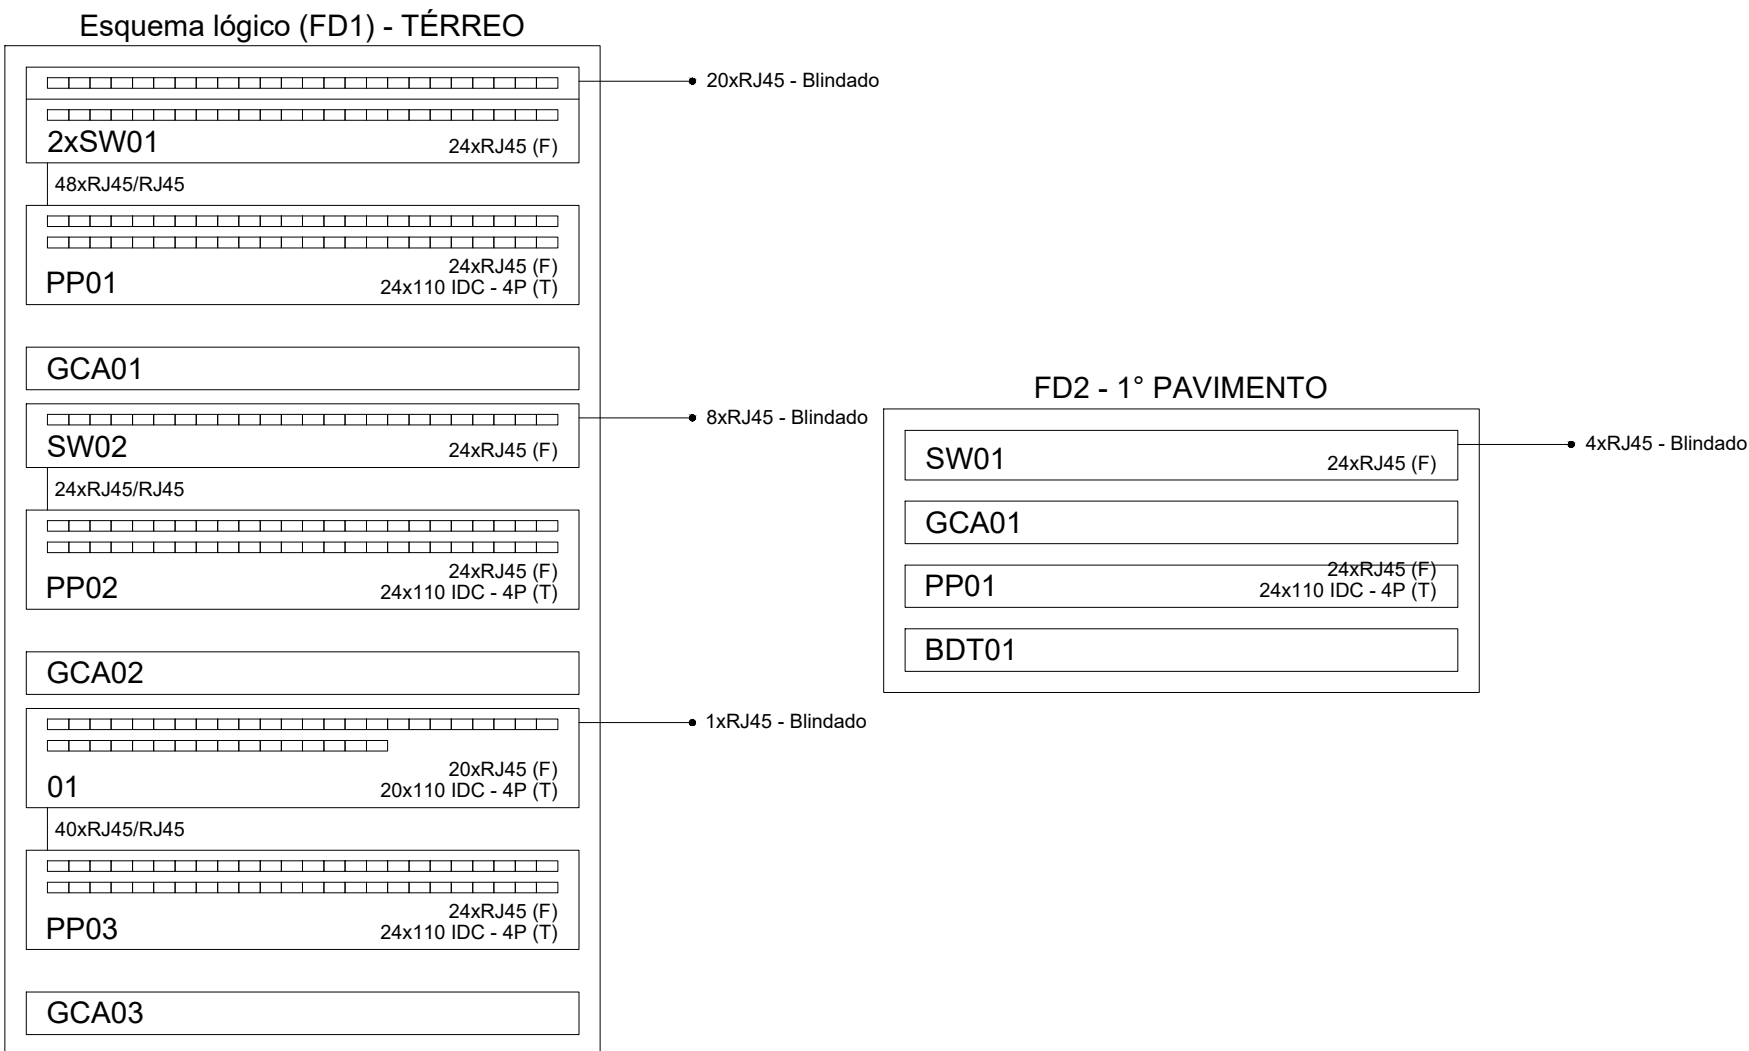 Esquema lógico (FD1) - TÉRREO
20xRJ45 - Blindado
2xSW01
24xRJ45 (F)
48xRJ45/RJ45
24xRJ45 (F)
PP01
24x110 IDC - 4P (T)
GCA01
8xRJ45 - Blindado
SW02
24xRJ45 (F)
24xRJ45/RJ45
24xRJ45 (F)
PP02
24x110 IDC - 4P (T)
GCA02
1xRJ45 - Blindado
20xRJ45 (F)
01
20x110 IDC - 4P (T)
40xRJ45/RJ45
24xRJ45 (F)
PP03
24x110 IDC - 4P (T)
GCA03
FD2 - 1° PAVIMENTO
4xRJ45 - Blindado
SW01
24xRJ45 (F)
GCA01
24xRJ45 (F)
PP01
24x110 IDC - 4P (T)
BDT01